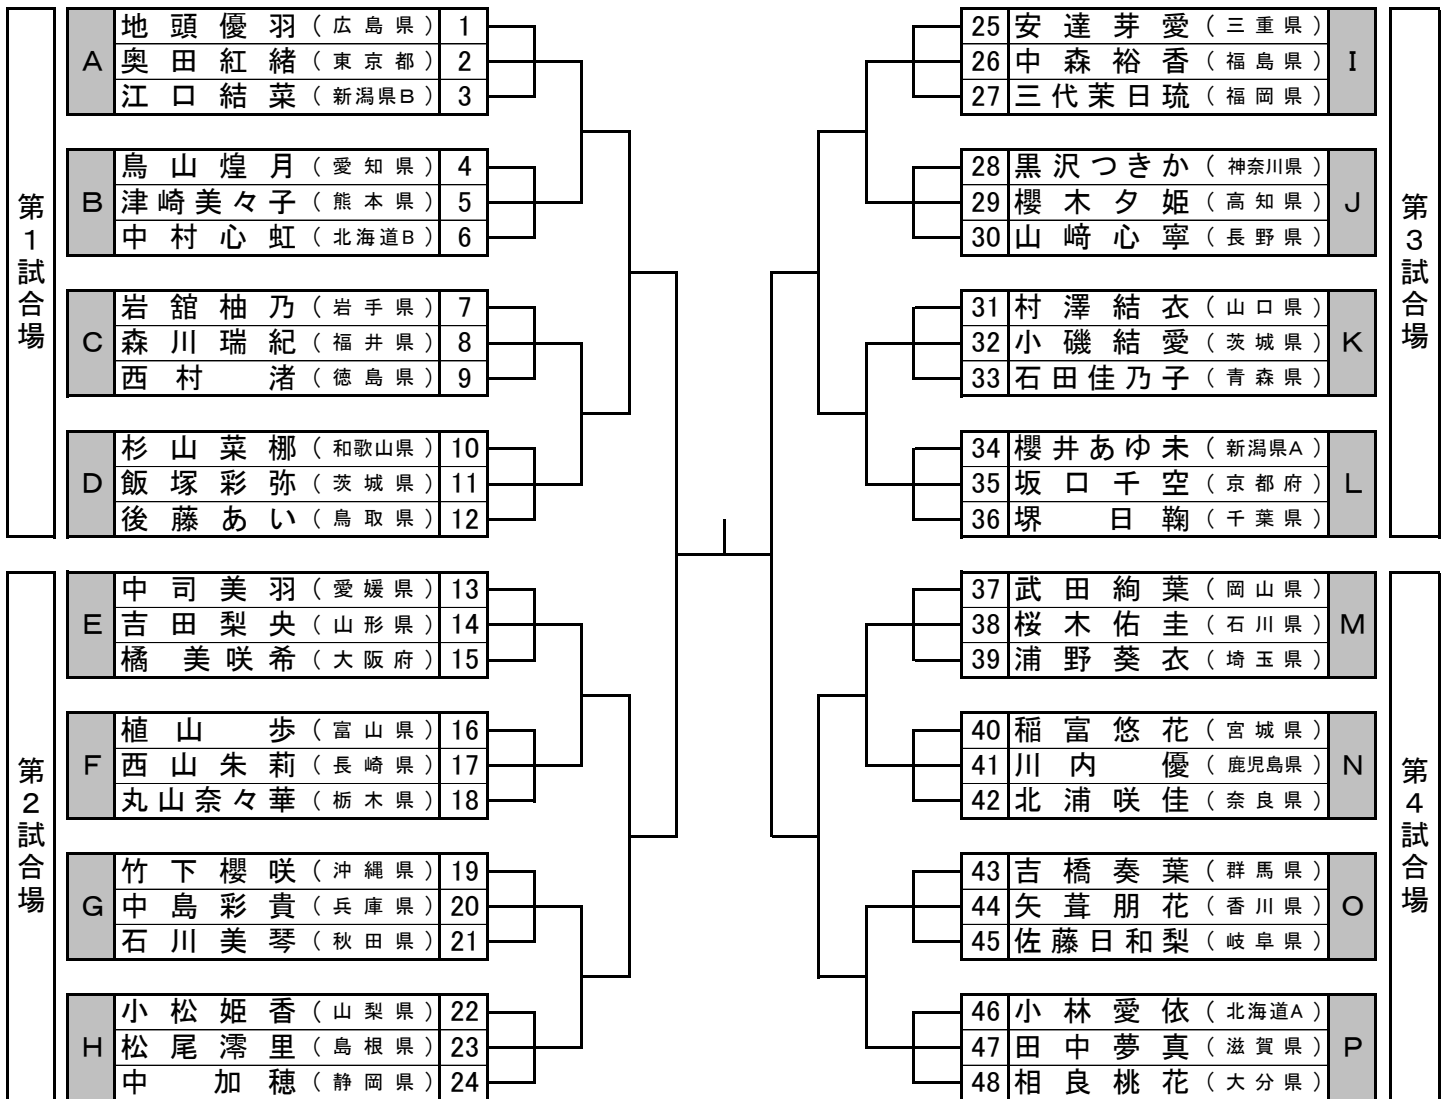 第1試合場
A
地頭優羽（広島県） 1
奥田紅緒（東京都） 2
江口結菜（新潟県B） 3
B
鳥山煌月（愛知県） 4
津崎美々子（熊本県） 5
中村心虹（北海道B） 6
C
岩舘柚乃（岩手県） 7
森川瑞紀（福井県） 8
西村渚（徳島県） 9
D
杉山菜梛（和歌山県） 10
飯塚彩弥（茨城県） 11
後藤あい（鳥取県） 12
第2試合場
E
中司美羽（愛媛県） 13
吉田梨央（山形県） 14
橘美咲希（大阪府） 15
F
植山歩（富山県） 16
西山朱莉（長崎県） 17
丸山奈々華（栃木県） 18
G
竹下櫻咲（沖縄県） 19
中島彩貴（兵庫県） 20
石川美琴（秋田県） 21
H
小松姫香（山梨県） 22
松尾澪里（島根県） 23
中加穂（静岡県） 24
第3試合場
I
25 安達芽愛（三重県）
26 中森裕香（福島県）
27 三代茉日琉（福岡県）
J
28 黒沢つきか（神奈川県）
29 櫻木夕姫（高知県）
30 山﨑心寧（長野県）
K
31 村澤結衣（山口県）
32 小磯結愛（茨城県）
33 石田佳乃子（青森県）
L
34 櫻井あゆ未（新潟県A）
35 坂口千空（京都府）
36 堺日鞠（千葉県）
第4試合場
M
37 武田絢葉（岡山県）
38 桜木佑圭（石川県）
39 浦野葵衣（埼玉県）
N
40 稲富悠花（宮城県）
41 川内優（鹿児島県）
42 北浦咲佳（奈良県）
O
43 吉橋奏葉（群馬県）
44 矢葺朋花（香川県）
45 佐藤日和梨（岐阜県）
P
46 小林愛依（北海道A）
47 田中夢真（滋賀県）
48 相良桃花（大分県）